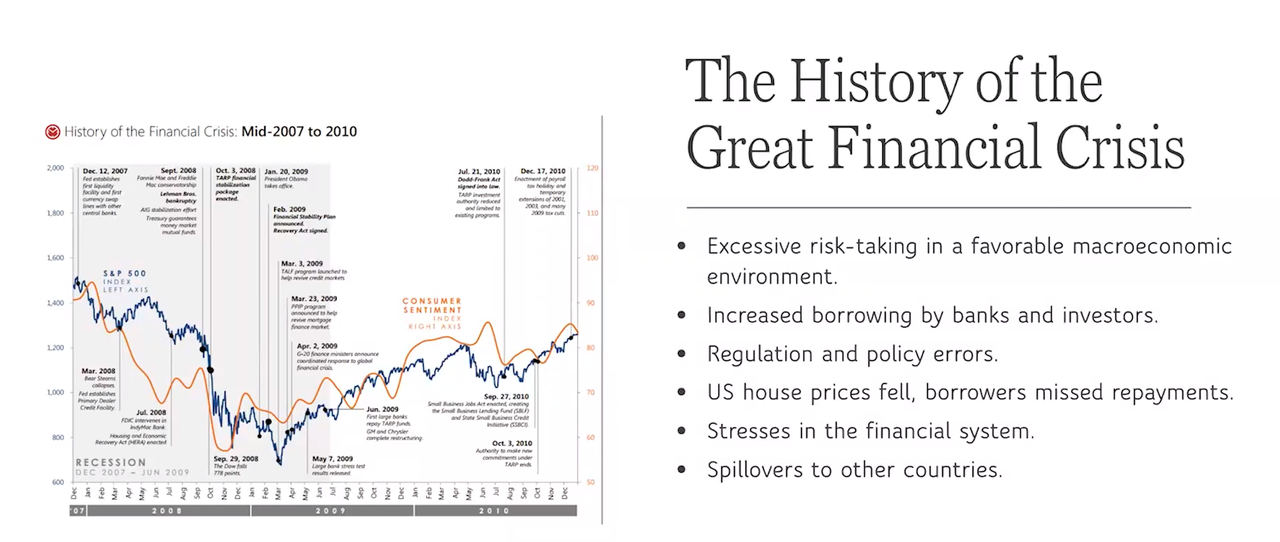 History of the Financial Crisis: Mid-2007 to 2010
2,000
1,800
1,600
1,400
1,200
1,000
800
600
120
110
100
90
80
70
60
50
Dec. 12, 2007
Fed establishes
first liquidity
facility and first
currency swap
lines with other
central banks.
Sept. 2008
Fannie Mae and Freddie
Mac conservatorship
Lehman Bros.
bankruptcy
AIG stabilization effort
Treasury guarantees
money market
mutual funds.
Oct. 3, 2008
TARP financial
stabilization
package
enacted.
Jan. 20, 2009
President Obama
takes office.
Feb. 2009
Financial Stability Plan
announced.
Recovery Act signed.
Mar. 3, 2009
TALF program launched to
help revive credit markets
Mar. 23, 2009
PPIP program
announced to help
revive mortgage
finance market.
Apr. 2, 2009
G-20 finance ministers announce
coordinated response to global
financial crisis.
Jul. 21, 2010
Dodd-Frank Act
signed into law.
TARP investment
authority reduced
and limited to
existing programs.
Dec. 17, 2010
Enactment of payroll
tax holiday and
temporary
extensions of 2001,
2003, and many
2009 tax cuts.
S&P 500
INDEX
LEFT AXIS
CONSUMER
SENTIMENT
INDEX
RIGHT AXIS
Mar. 2008
Bear Stearns
collapses.
Fed establishes
Primary Dealer
Credit Facility.
Jul. 2008
FDIC intervenes in
IndyMac Bank.
Housing and Economic
Recovery Act (HERA) enacted
Sep. 29, 2008
The Dow falls
778 points.
May 7, 2009
Large bank stress test
results released.
Jun. 2009
First large banks
repay TARP funds.
GM and Chrysler
complete restructuring.
Sep. 27, 2010
Small Business Jobs Act enacted, creating
the Small Business Lending Fund (SBLF)
and State Small Business Credit
Initiative (SSBCI).
Oct. 3, 2010
Authority to make new
commitments under
TARP ends
RECESSION
DEC 2007 – JUN 2009
Dec Jan Feb Mar Apr May Jun Jul Aug Sep Oct Nov Dec Jan Feb Mar Apr May Jun Jul Aug Sep Oct Nov Dec Jan Feb Mar Apr May Jun Jul Aug Sep Oct Nov Dec
'07 2008 2009 2010
The History of the
Great Financial Crisis
• Excessive risk-taking in a favorable macroeconomic
environment.
• Increased borrowing by banks and investors.
• Regulation and policy errors.
• US house prices fell, borrowers missed repayments.
• Stresses in the financial system.
• Spillovers to other countries.